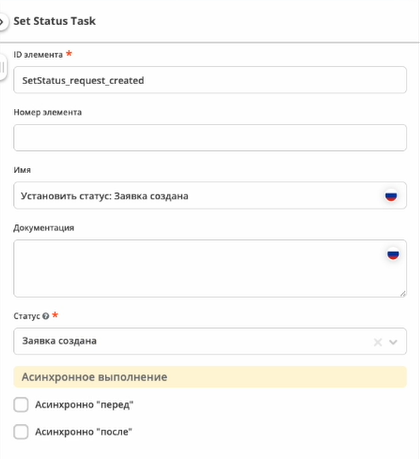 Set Status Task
ID элемента *
SetStatus_request_created
Номер элемента
Имя
Установить статус: Заявка создана
Документация
Статус ? *
Заявка создана
Асинхронное выполнение
Асинхронно "перед"
Асинхронно "после"